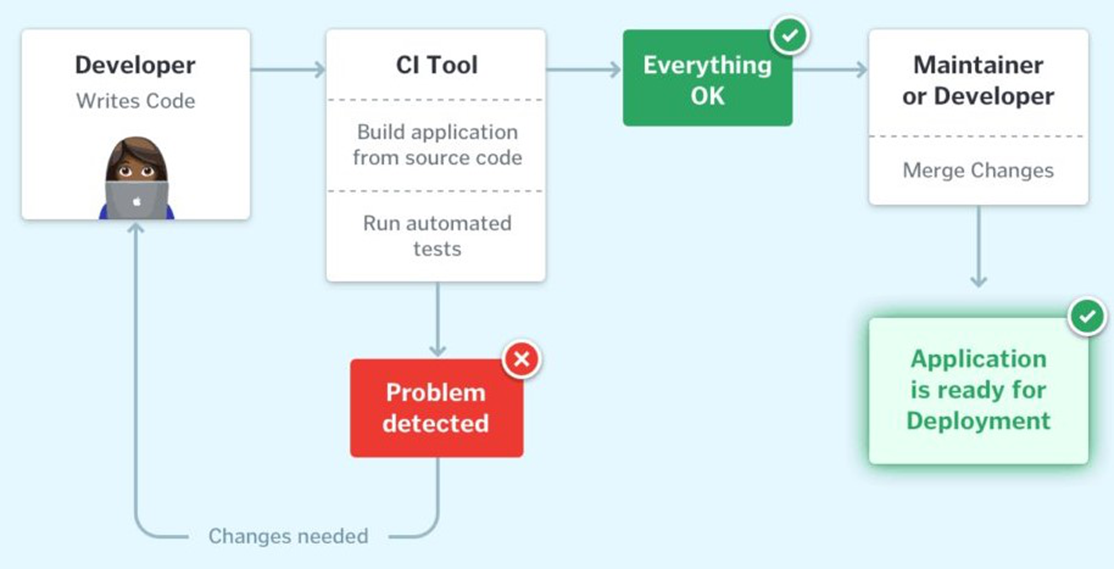 Developer
Writes Code
CI Tool
Build application
from source code
Run automated
tests
Everything
OK
Maintainer
or Developer
Merge Changes
Problem
detected
Application
is ready for
Deployment
Changes needed